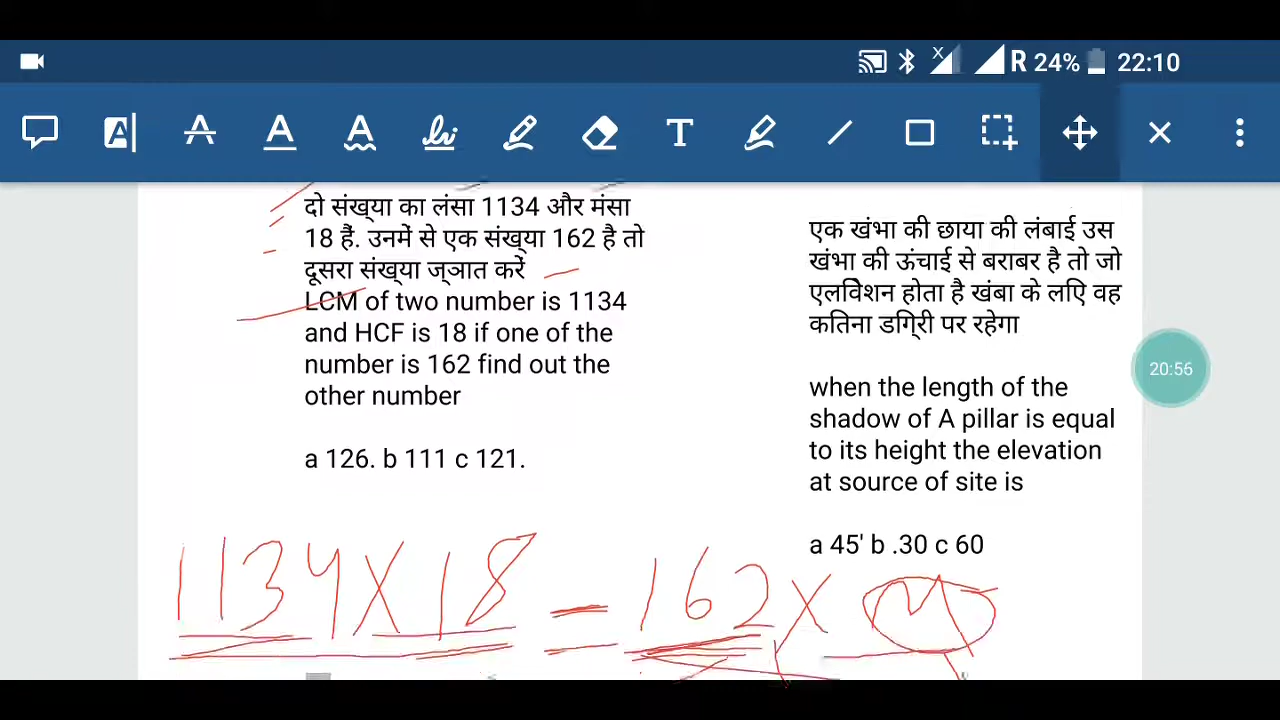 R 24% 22:10
दो संख्या का लंसा 1134 और मंसा
18 हैं. उनमें से एक संख्या 162 है तो
दूसरा संख्या ज्ञात करें
LCM of two number is 1134
and HCF is 18 if one of the
number is 162 find out the
other number
a 126. b 111 c 121.
एक खंभा की छाया की लंबाई उस
खंभा की ऊंचाई से बराबर है तो जो
एलविेशन होता है खंबा के लिए वह
कितना डिग्री पर रहेगा
when the length of the
shadow of A pillar is equal
to its height the elevation
at source of site is
a 45' b .30 c 60
20:56
1134 X 18 = 162 X